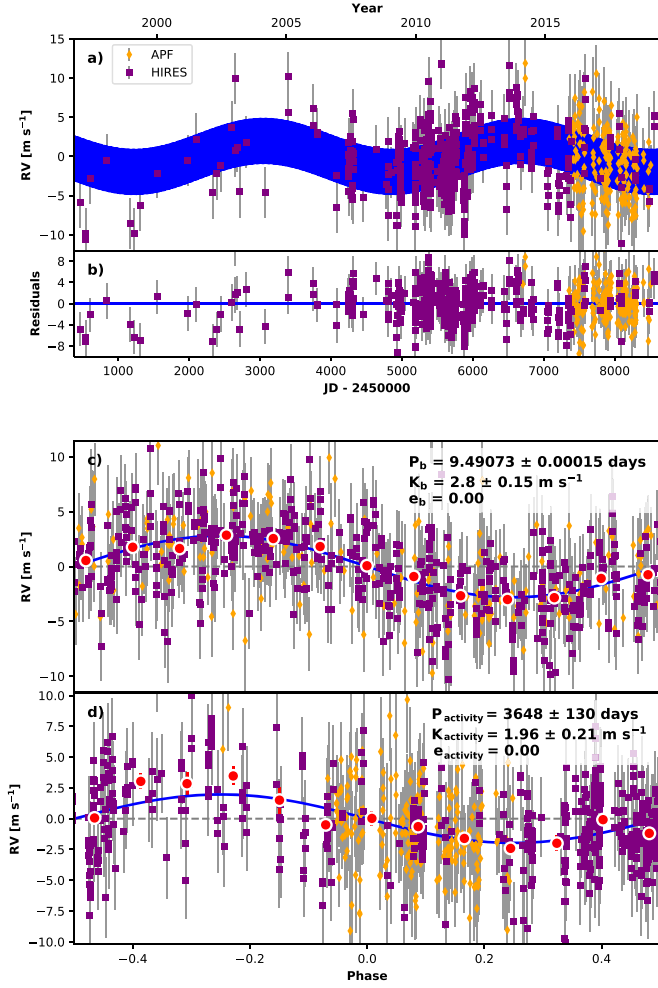 Year
2000 2005 2010 2015
a)
APF
HIRES
15
10
5
0
−5
−10
RV [m s⁻¹]
b)
8
4
0
−4
−8
Residuals
1000 2000 3000 4000 5000 6000 7000 8000
JD - 2450000
c)
P_b = 9.49073 ± 0.00015 days
K_b = 2.8 ± 0.15 m s⁻¹
e_b = 0.00
10
5
0
−5
−10
RV [m s⁻¹]
d)
P_activity = 3648 ± 130 days
K_activity = 1.96 ± 0.21 m s⁻¹
e_activity = 0.00
10.0
7.5
5.0
2.5
0.0
−2.5
−5.0
−7.5
−10.0
RV [m s⁻¹]
−0.4 −0.2 0.0 0.2 0.4
Phase